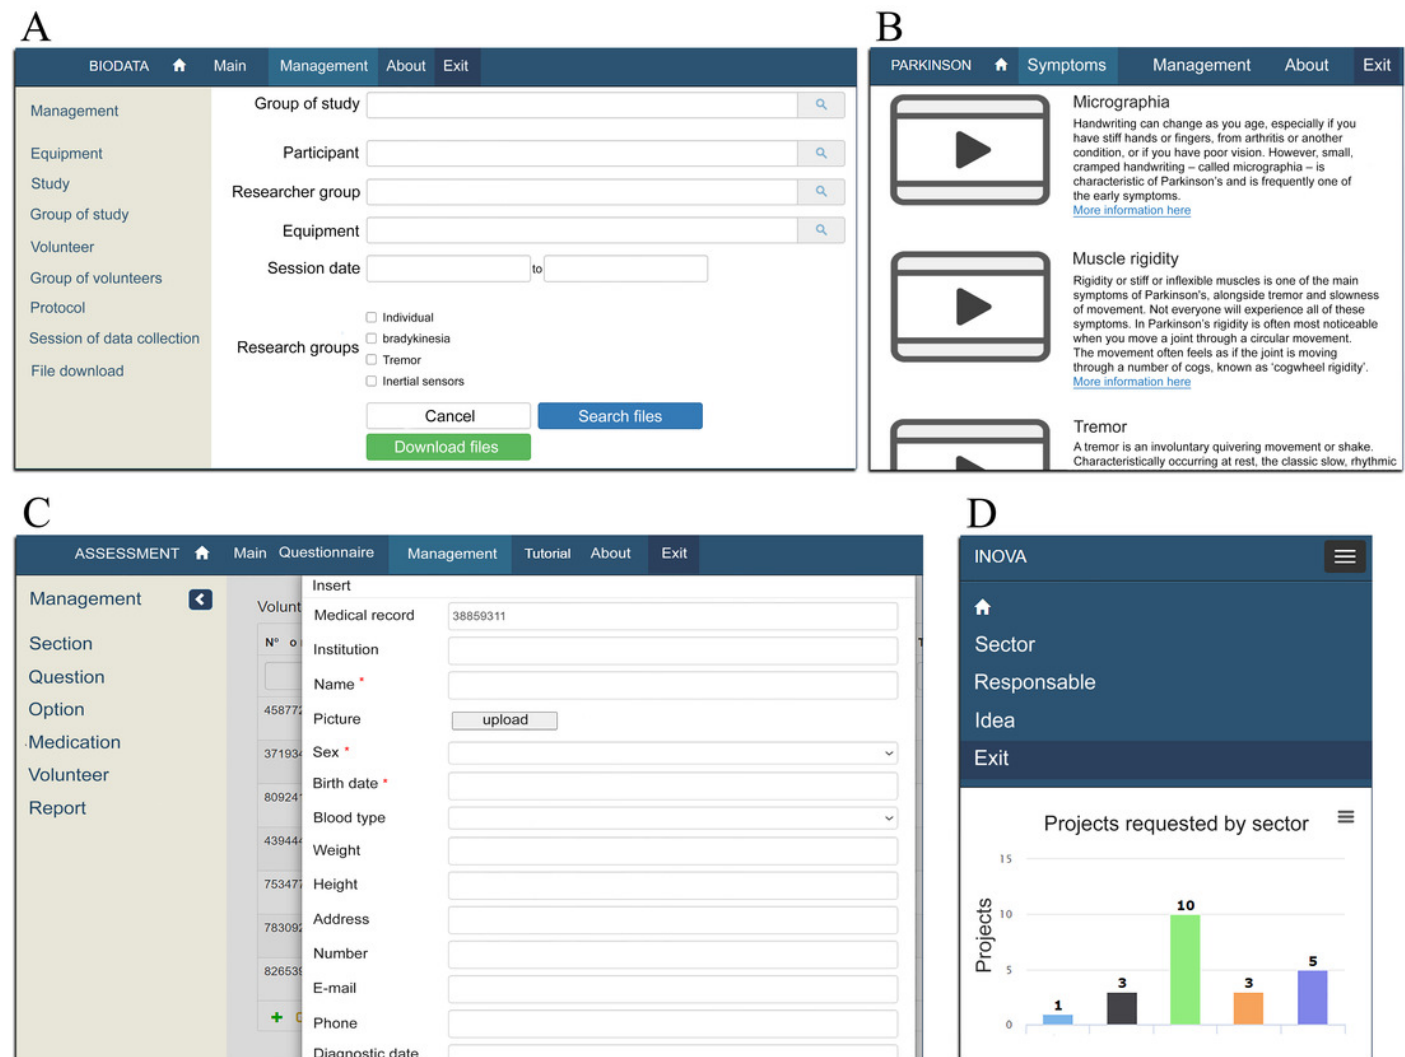 A
BIODATA Main Management About Exit
Management
Equipment
Study
Group of study
Volunteer
Group of volunteers
Protocol
Session of data collection
File download
Group of study
Participant
Researcher group
Equipment
Session date to
Research groups
Individual
bradykinesia
Tremor
Inertial sensors
Cancel Search files
Download files
B
PARKINSON Symptoms Management About Exit
Micrographia
Handwriting can change as you age, especially if you
have stiff hands or fingers, from arthritis or another
condition, or if you have poor vision. However, small,
cramped handwriting – called micrographia – is
characteristic of Parkinson's and is frequently one of
the early symptoms.
More information here
Muscle rigidity
Rigidity or stiff or inflexible muscles is one of the main
symptoms of Parkinson's, alongside tremor and slowness
of movement. Not everyone will experience all of these
symptoms. In Parkinson's rigidity is often most noticeable
when you move a joint through a circular movement.
The movement often feels as if the joint is moving
through a number of cogs, known as 'cogwheel rigidity'.
More information here
Tremor
A tremor is an involuntary quivering movement or shake.
Characteristically occurring at rest, the classic slow, rhythmic
C
ASSESSMENT Main Questionnaire Management Tutorial About Exit
Management
Section
Question
Option
Medication
Volunteer
Report
Volunt
Nº o
45877
37193
80924
43944
75347
78309
82653
Insert
Medical record 38859311
Institution
Name *
Picture upload
Sex *
Birth date *
Blood type
Weight
Height
Address
Number
E-mail
Phone
Diagnostic date
D
INOVA
Sector
Responsable
Idea
Exit
Projects requested by sector
Projects
15
10
5
0
1
3
10
3
5